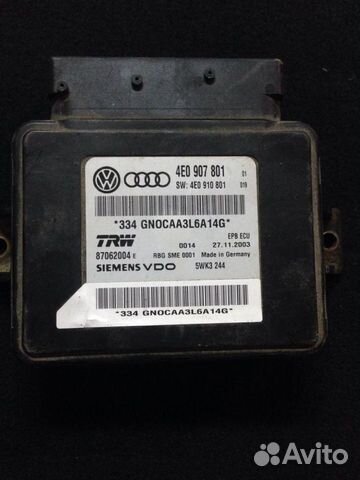 4E0 907 801 01
SW: 4E0 910 801 019
*334 GNOCAA3L6A14G*
TRW EPB ECU
0014 27.11.2003
87062004 E RBG SME 0001 Made in Germany
SIEMENS VDO 5WK3 244
*334 GNOCAA3L6A14G*
Avito